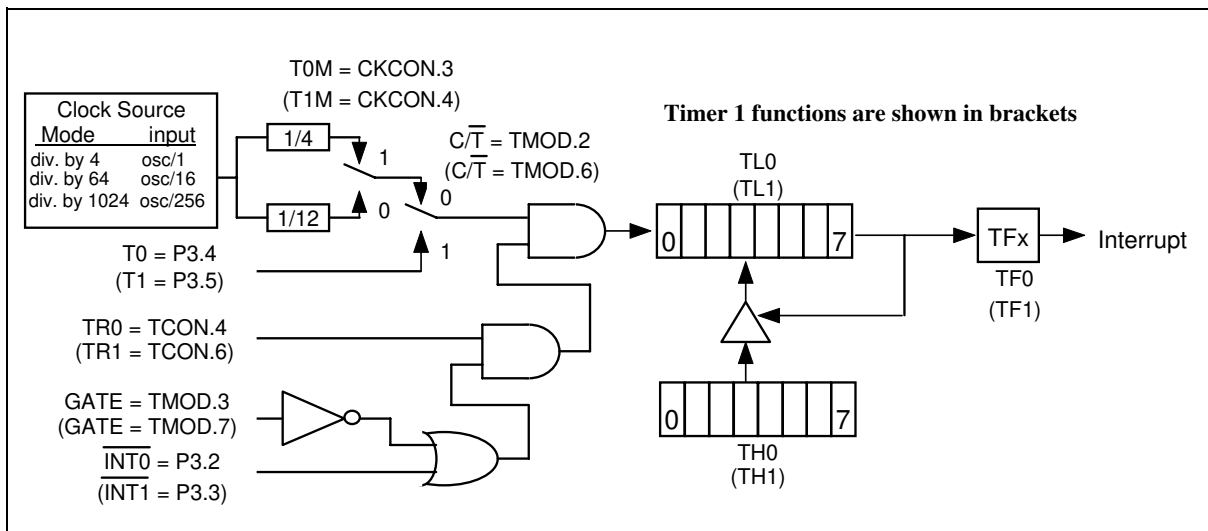 T0M = CKCON.3
(T1M = CKCON.4)
Clock Source
Mode input
div. by 4 osc/1
div. by 64 osc/16
div. by 1024 osc/256
1/4
1/12
1
0
C/T̅ = TMOD.2
(C/T̅ = TMOD.6)
0
1
Timer 1 functions are shown in brackets
TL0
(TL1)
0 7
TFx
Interrupt
TF0
(TF1)
T0 = P3.4
(T1 = P3.5)
TR0 = TCON.4
(TR1 = TCON.6)
GATE = TMOD.3
(GATE = TMOD.7)
I̅N̅T̅0̅ = P3.2
(I̅N̅T̅1̅ = P3.3)
0 7
TH0
(TH1)